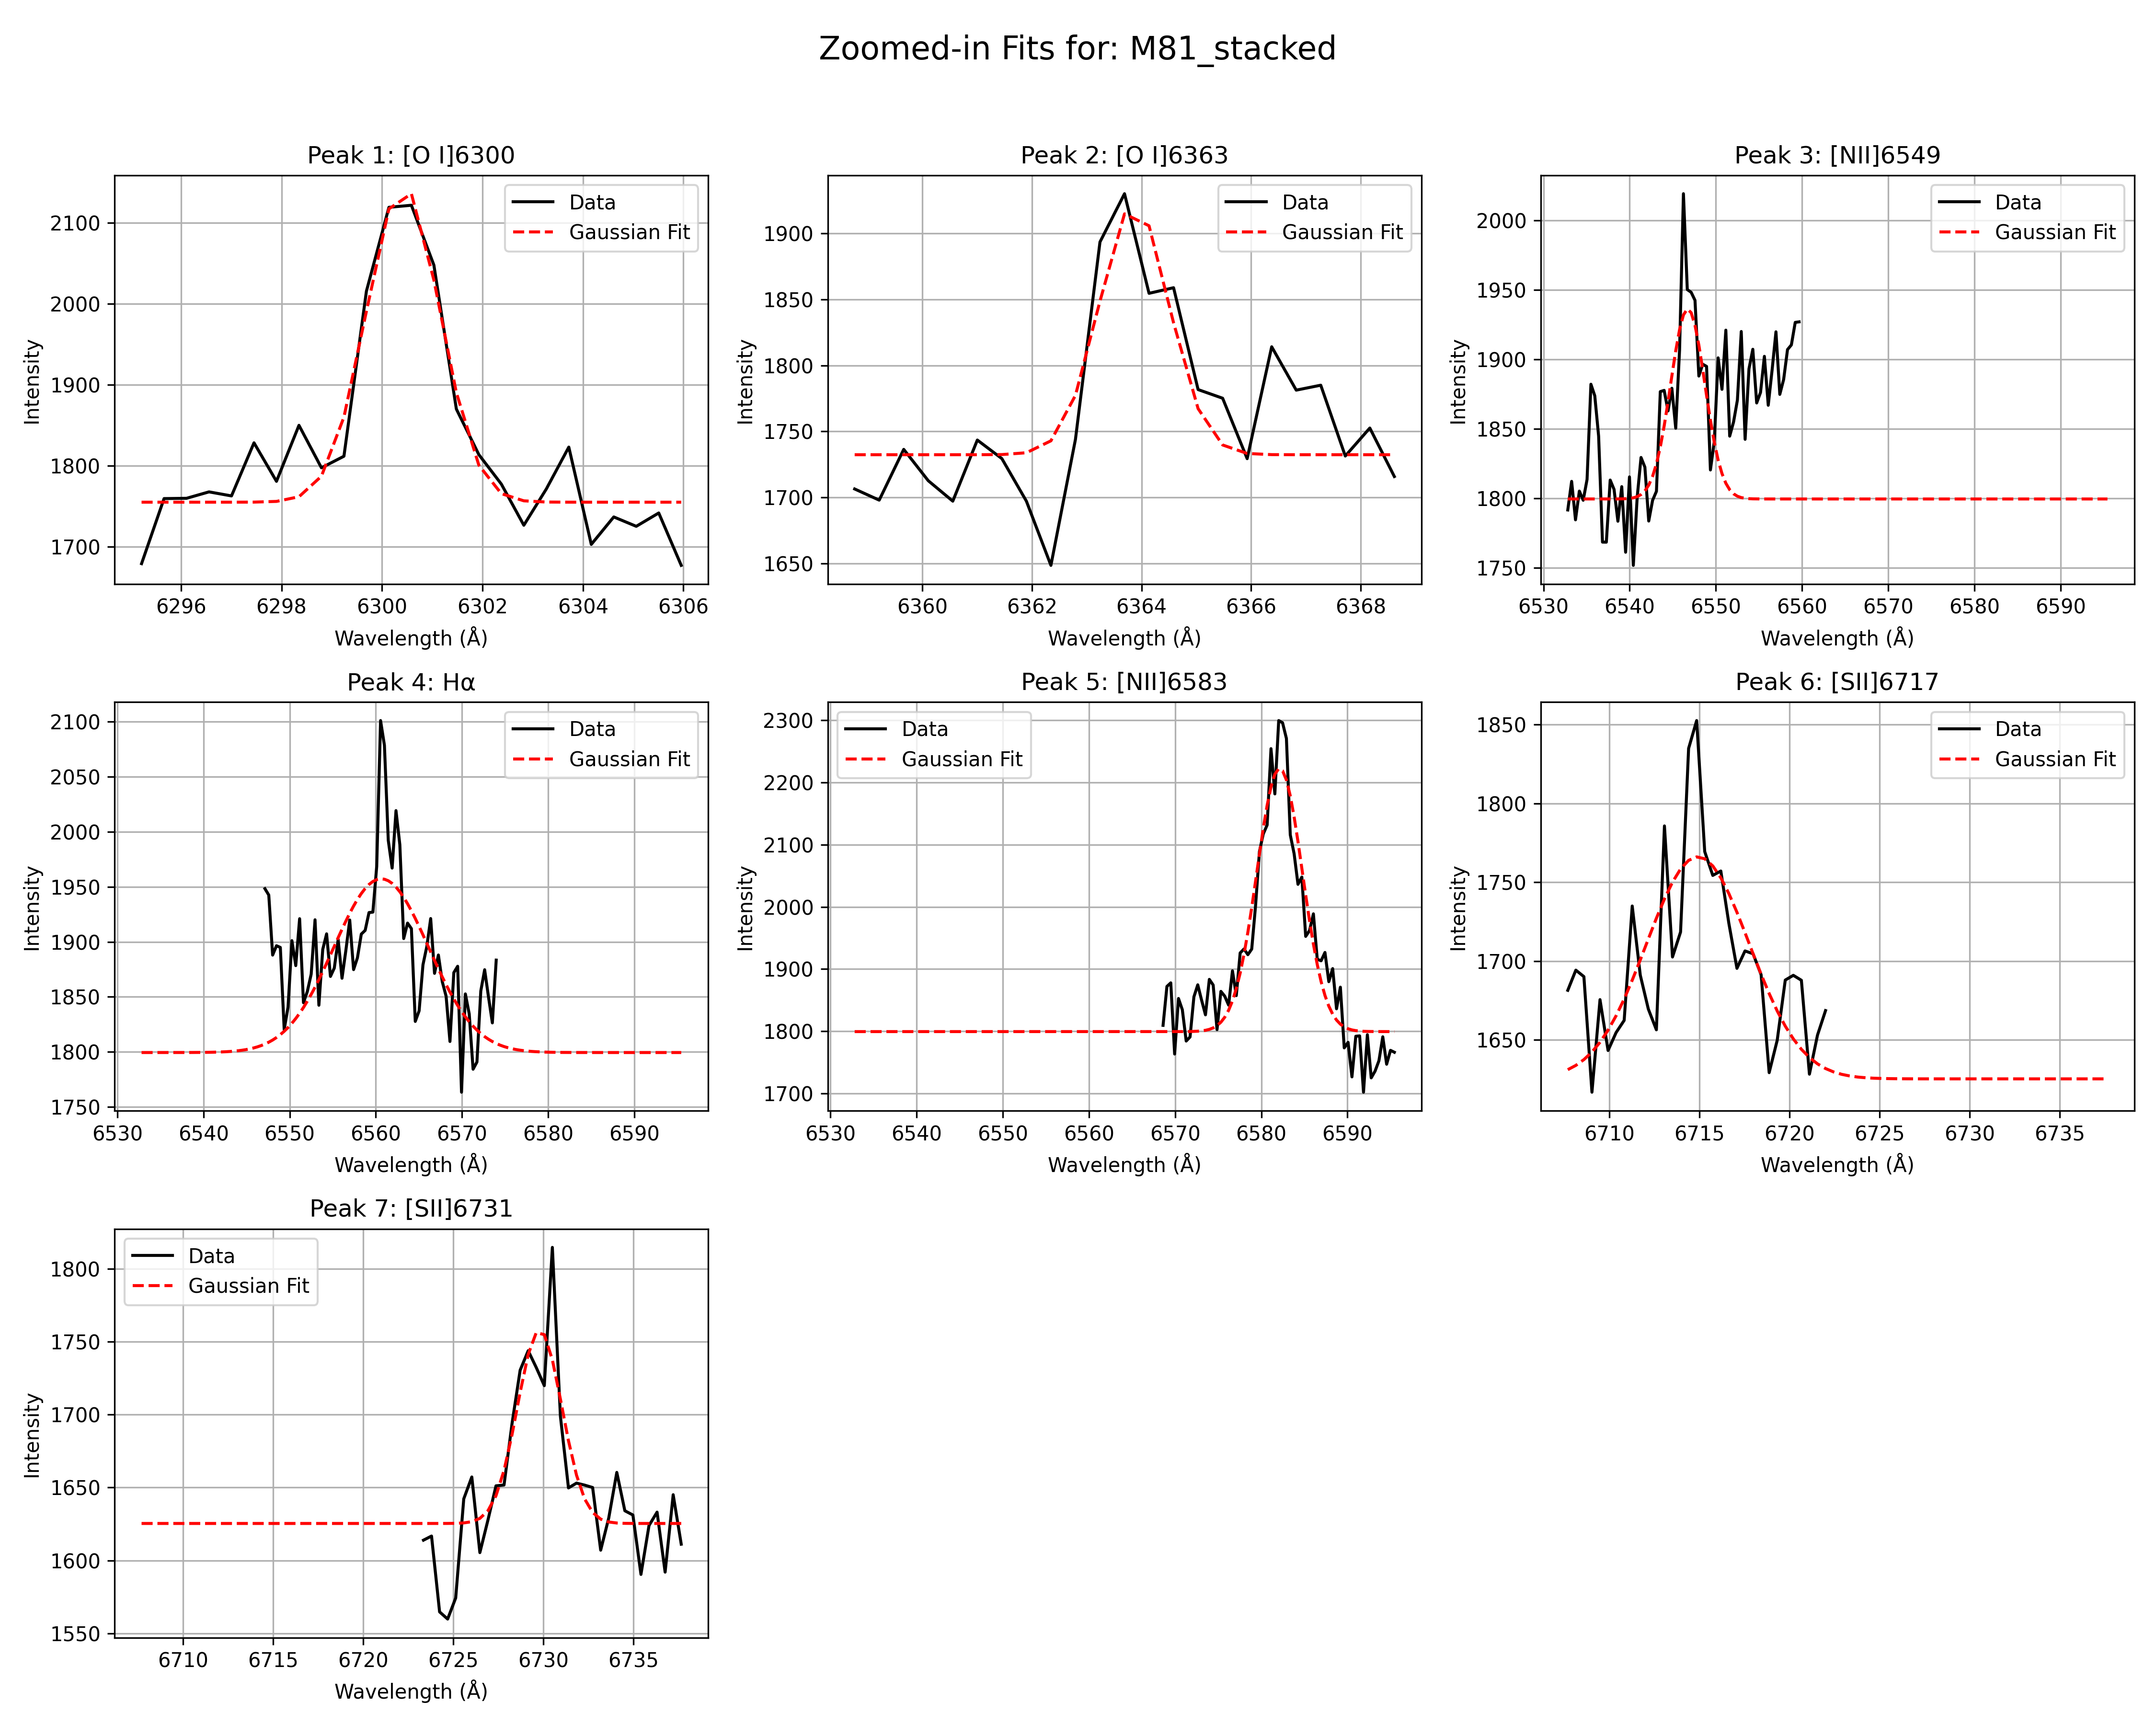 Zoomed-in Fits for: M81_stacked
Peak 1: [O I]6300
Intensity
2100
2000
1900
1800
1700
Data
Gaussian Fit
6296 6298 6300 6302 6304 6306
Wavelength (Å)
Peak 2: [O I]6363
Intensity
1900
1850
1800
1750
1700
1650
Data
Gaussian Fit
6360 6362 6364 6366 6368
Wavelength (Å)
Peak 3: [NII]6549
Intensity
2000
1950
1900
1850
1800
1750
Data
Gaussian Fit
6530 6540 6550 6560 6570 6580 6590
Wavelength (Å)
Peak 4: Hα
Intensity
2100
2050
2000
1950
1900
1850
1800
1750
Data
Gaussian Fit
6530 6540 6550 6560 6570 6580 6590
Wavelength (Å)
Peak 5: [NII]6583
Intensity
2300
2200
2100
2000
1900
1800
1700
Data
Gaussian Fit
6530 6540 6550 6560 6570 6580 6590
Wavelength (Å)
Peak 6: [SII]6717
Intensity
1850
1800
1750
1700
1650
Data
Gaussian Fit
6710 6715 6720 6725 6730 6735
Wavelength (Å)
Peak 7: [SII]6731
Intensity
1800
1750
1700
1650
1600
1550
Data
Gaussian Fit
6710 6715 6720 6725 6730 6735
Wavelength (Å)